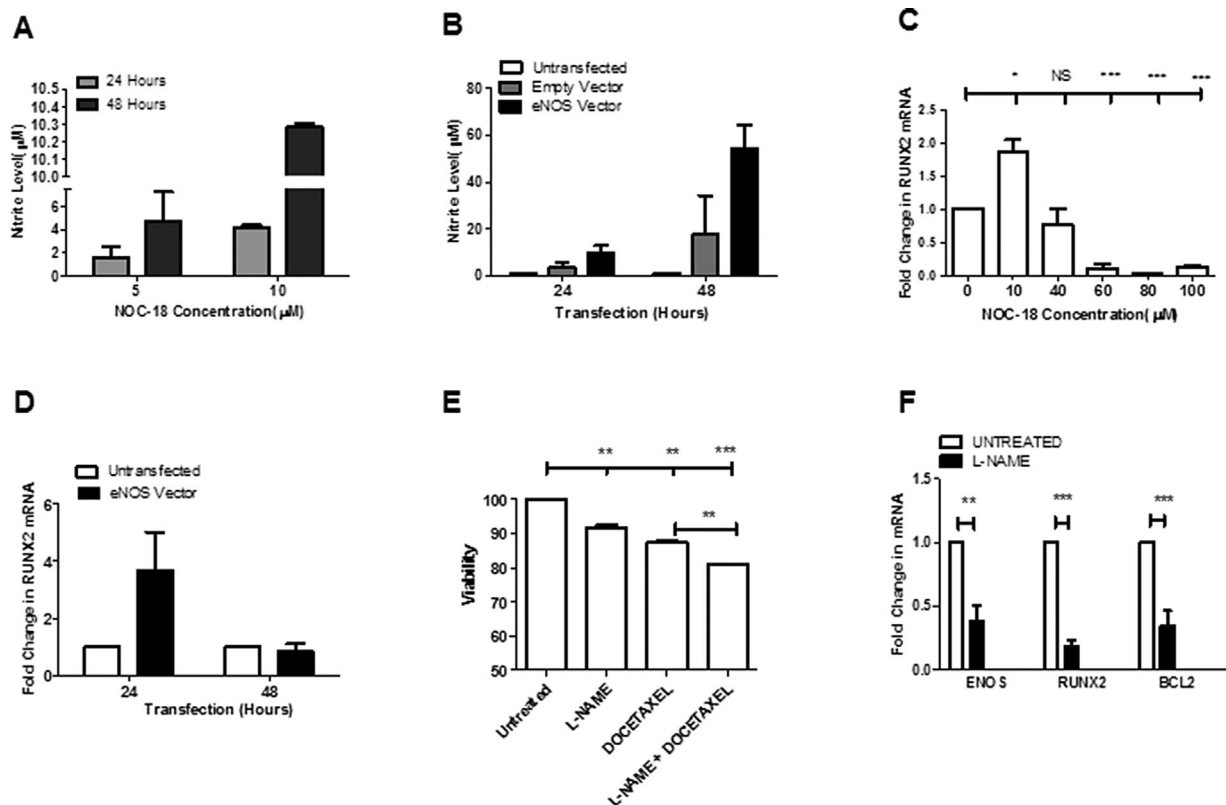 A
24 Hours
48 Hours
Nitrite Level( μM)
10.5
10.4
10.3
10.2
10.1
10.0
6
4
2
0
5
10
NOC-18 Concentration( μM)
B
Untransfected
Empty Vector
eNOS Vector
Nitrite Level( μM)
80
60
40
20
0
24
48
Transfection (Hours)
C
* NS *** *** ***
Fold Change in RUNX2 mRNA
2.5
2.0
1.5
1.0
0.5
0.0
0 10 40 60 80 100
NOC-18 Concentration( μM)
D
Untransfected
eNOS Vector
Fold Change in RUNX2 mRNA
6
4
2
0
24
48
Transfection (Hours)
E
** ** ***
**
Viability
100
90
80
70
60
50
Untreated
L-NAME
DOCETAXEL
L-NAME+ DOCETAXEL
F
UNTREATED
L-NAME
** *** ***
Fold Change in mRNA
1.5
1.0
0.5
0.0
ENOS RUNX2 BCL2